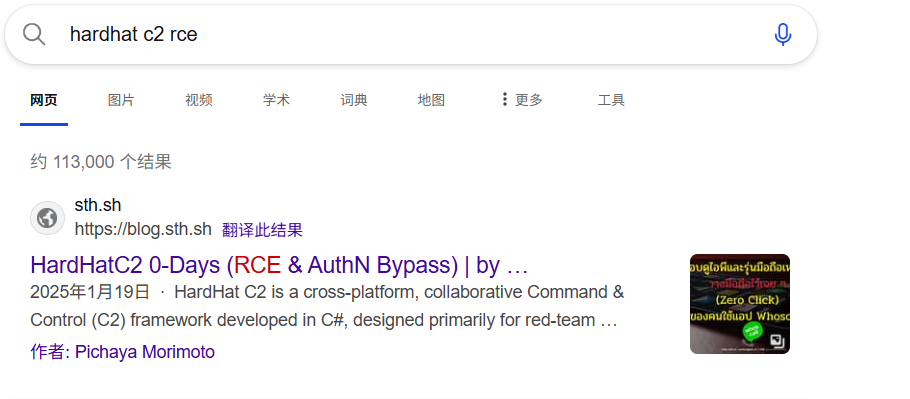 hardhat c2 rce
网页 图片 视频 学术 词典 地图 更多 工具
约 113,000 个结果
sth.sh
https://blog.sth.sh 翻译此结果
HardHatC2 0-Days (RCE & AuthN Bypass) | by …
2025年1月19日 · HardHat C2 is a cross-platform, collaborative Command &
Control (C2) framework developed in C#, designed primarily for red-team …
作者: Pichaya Morimoto
(Zero Click)